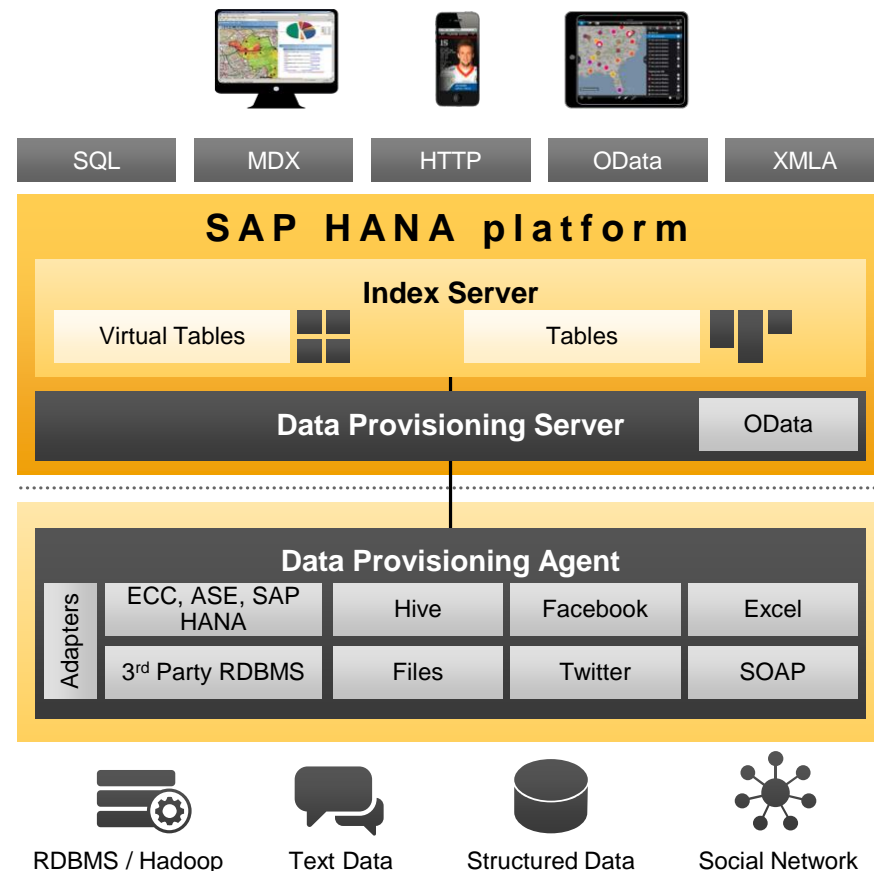 15
SQL MDX HTTP OData XMLA
SAP HANA platform
Index Server
Virtual Tables Tables
Data Provisioning Server OData
Data Provisioning Agent
Adapters
ECC, ASE, SAP
HANA
Hive Facebook Excel
3rd Party RDBMS Files Twitter SOAP
RDBMS / Hadoop Text Data Structured Data Social Network